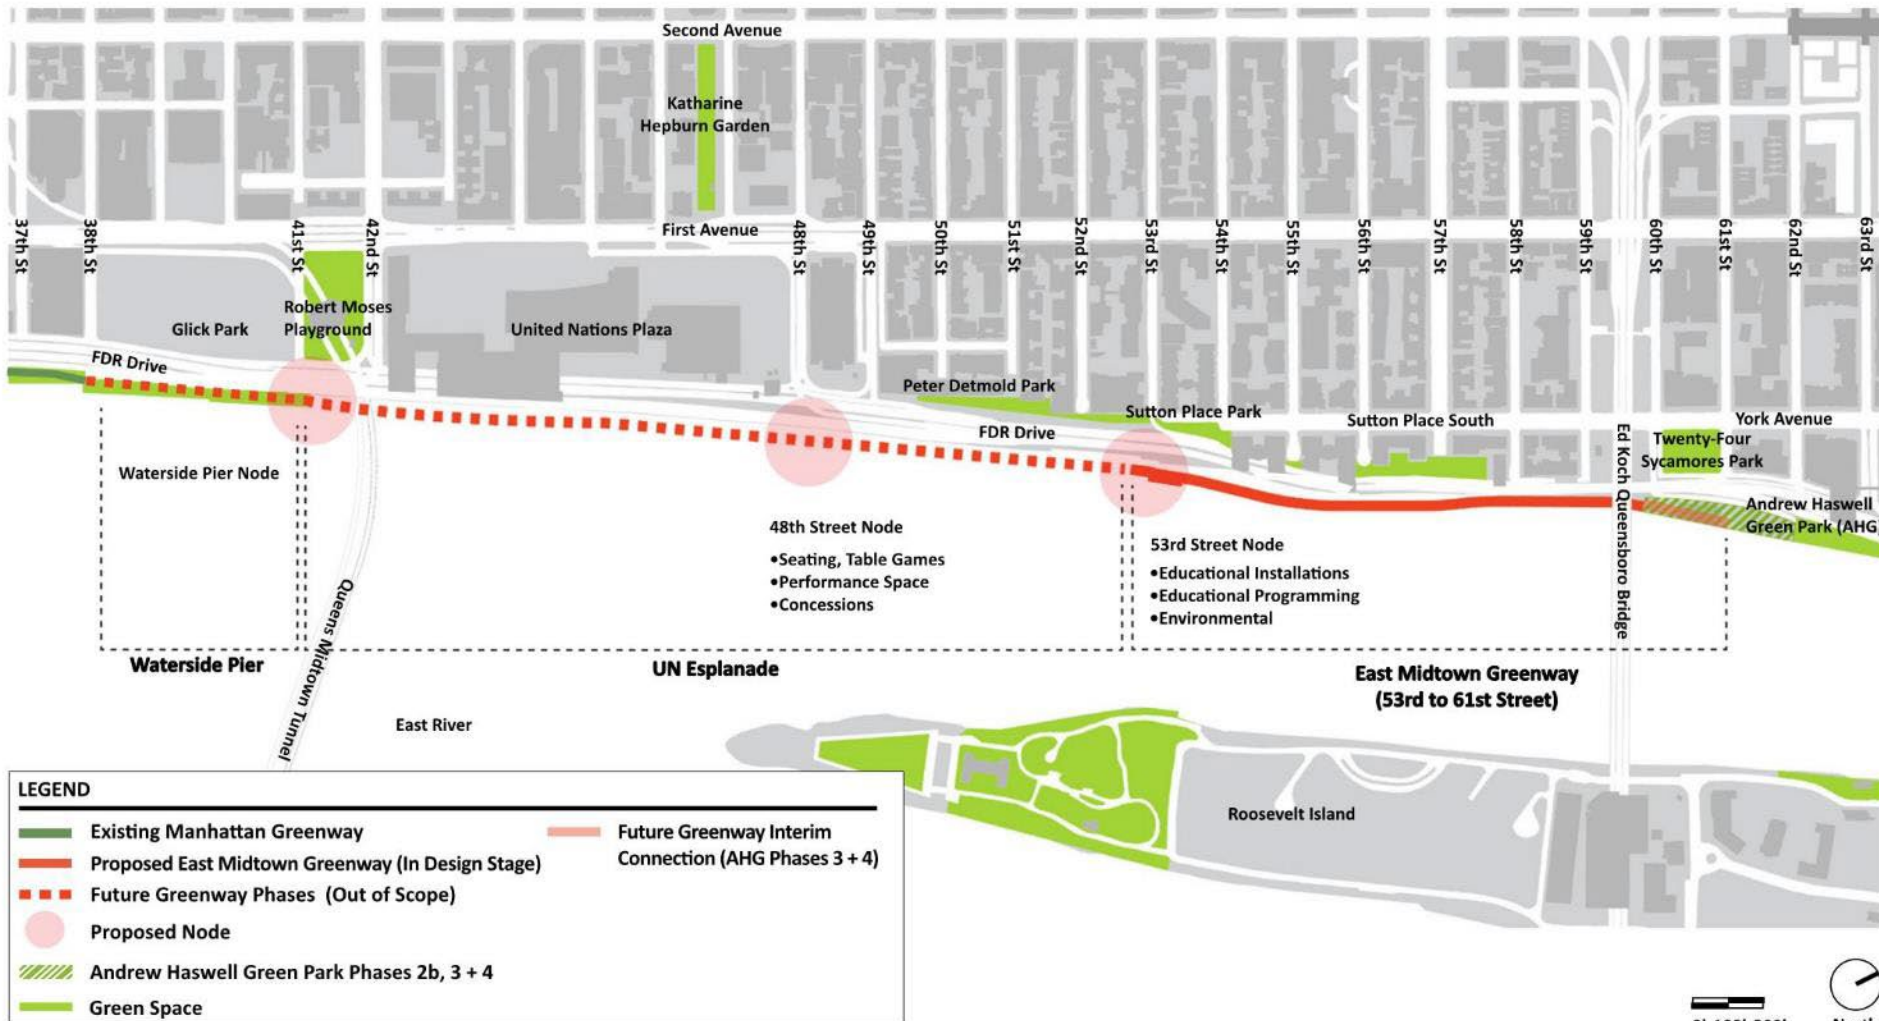 Second Avenue
Katharine
Hepburn Garden
First Avenue
37th St
38th St
41st St
42nd St
48th St
49th St
50th St
51st St
52nd St
53rd St
54th St
55th St
56th St
57th St
58th St
59th St
60th St
61st St
62nd St
63rd St
Glick Park
Robert Moses
Playground
United Nations Plaza
FDR Drive
Peter Detmold Park
Sutton Place Park
Sutton Place South
York Avenue
FDR Drive
Twenty-Four
Sycamores Park
Ed Koch Queensboro Bridge
Andrew Haswell
Green Park (AHG
Waterside Pier Node
48th Street Node
•Seating, Table Games
•Performance Space
•Concessions
53rd Street Node
•Educational Installations
•Educational Programming
•Environmental
Queens Midtown Tunnel
Waterside Pier
UN Esplanade
East Midtown Greenway
(53rd to 61st Street)
East River
Roosevelt Island
LEGEND
Existing Manhattan Greenway
Proposed East Midtown Greenway (In Design Stage)
Future Greenway Phases (Out of Scope)
Proposed Node
Andrew Haswell Green Park Phases 2b, 3 + 4
Green Space
Future Greenway Interim
Connection (AHG Phases 3 + 4)